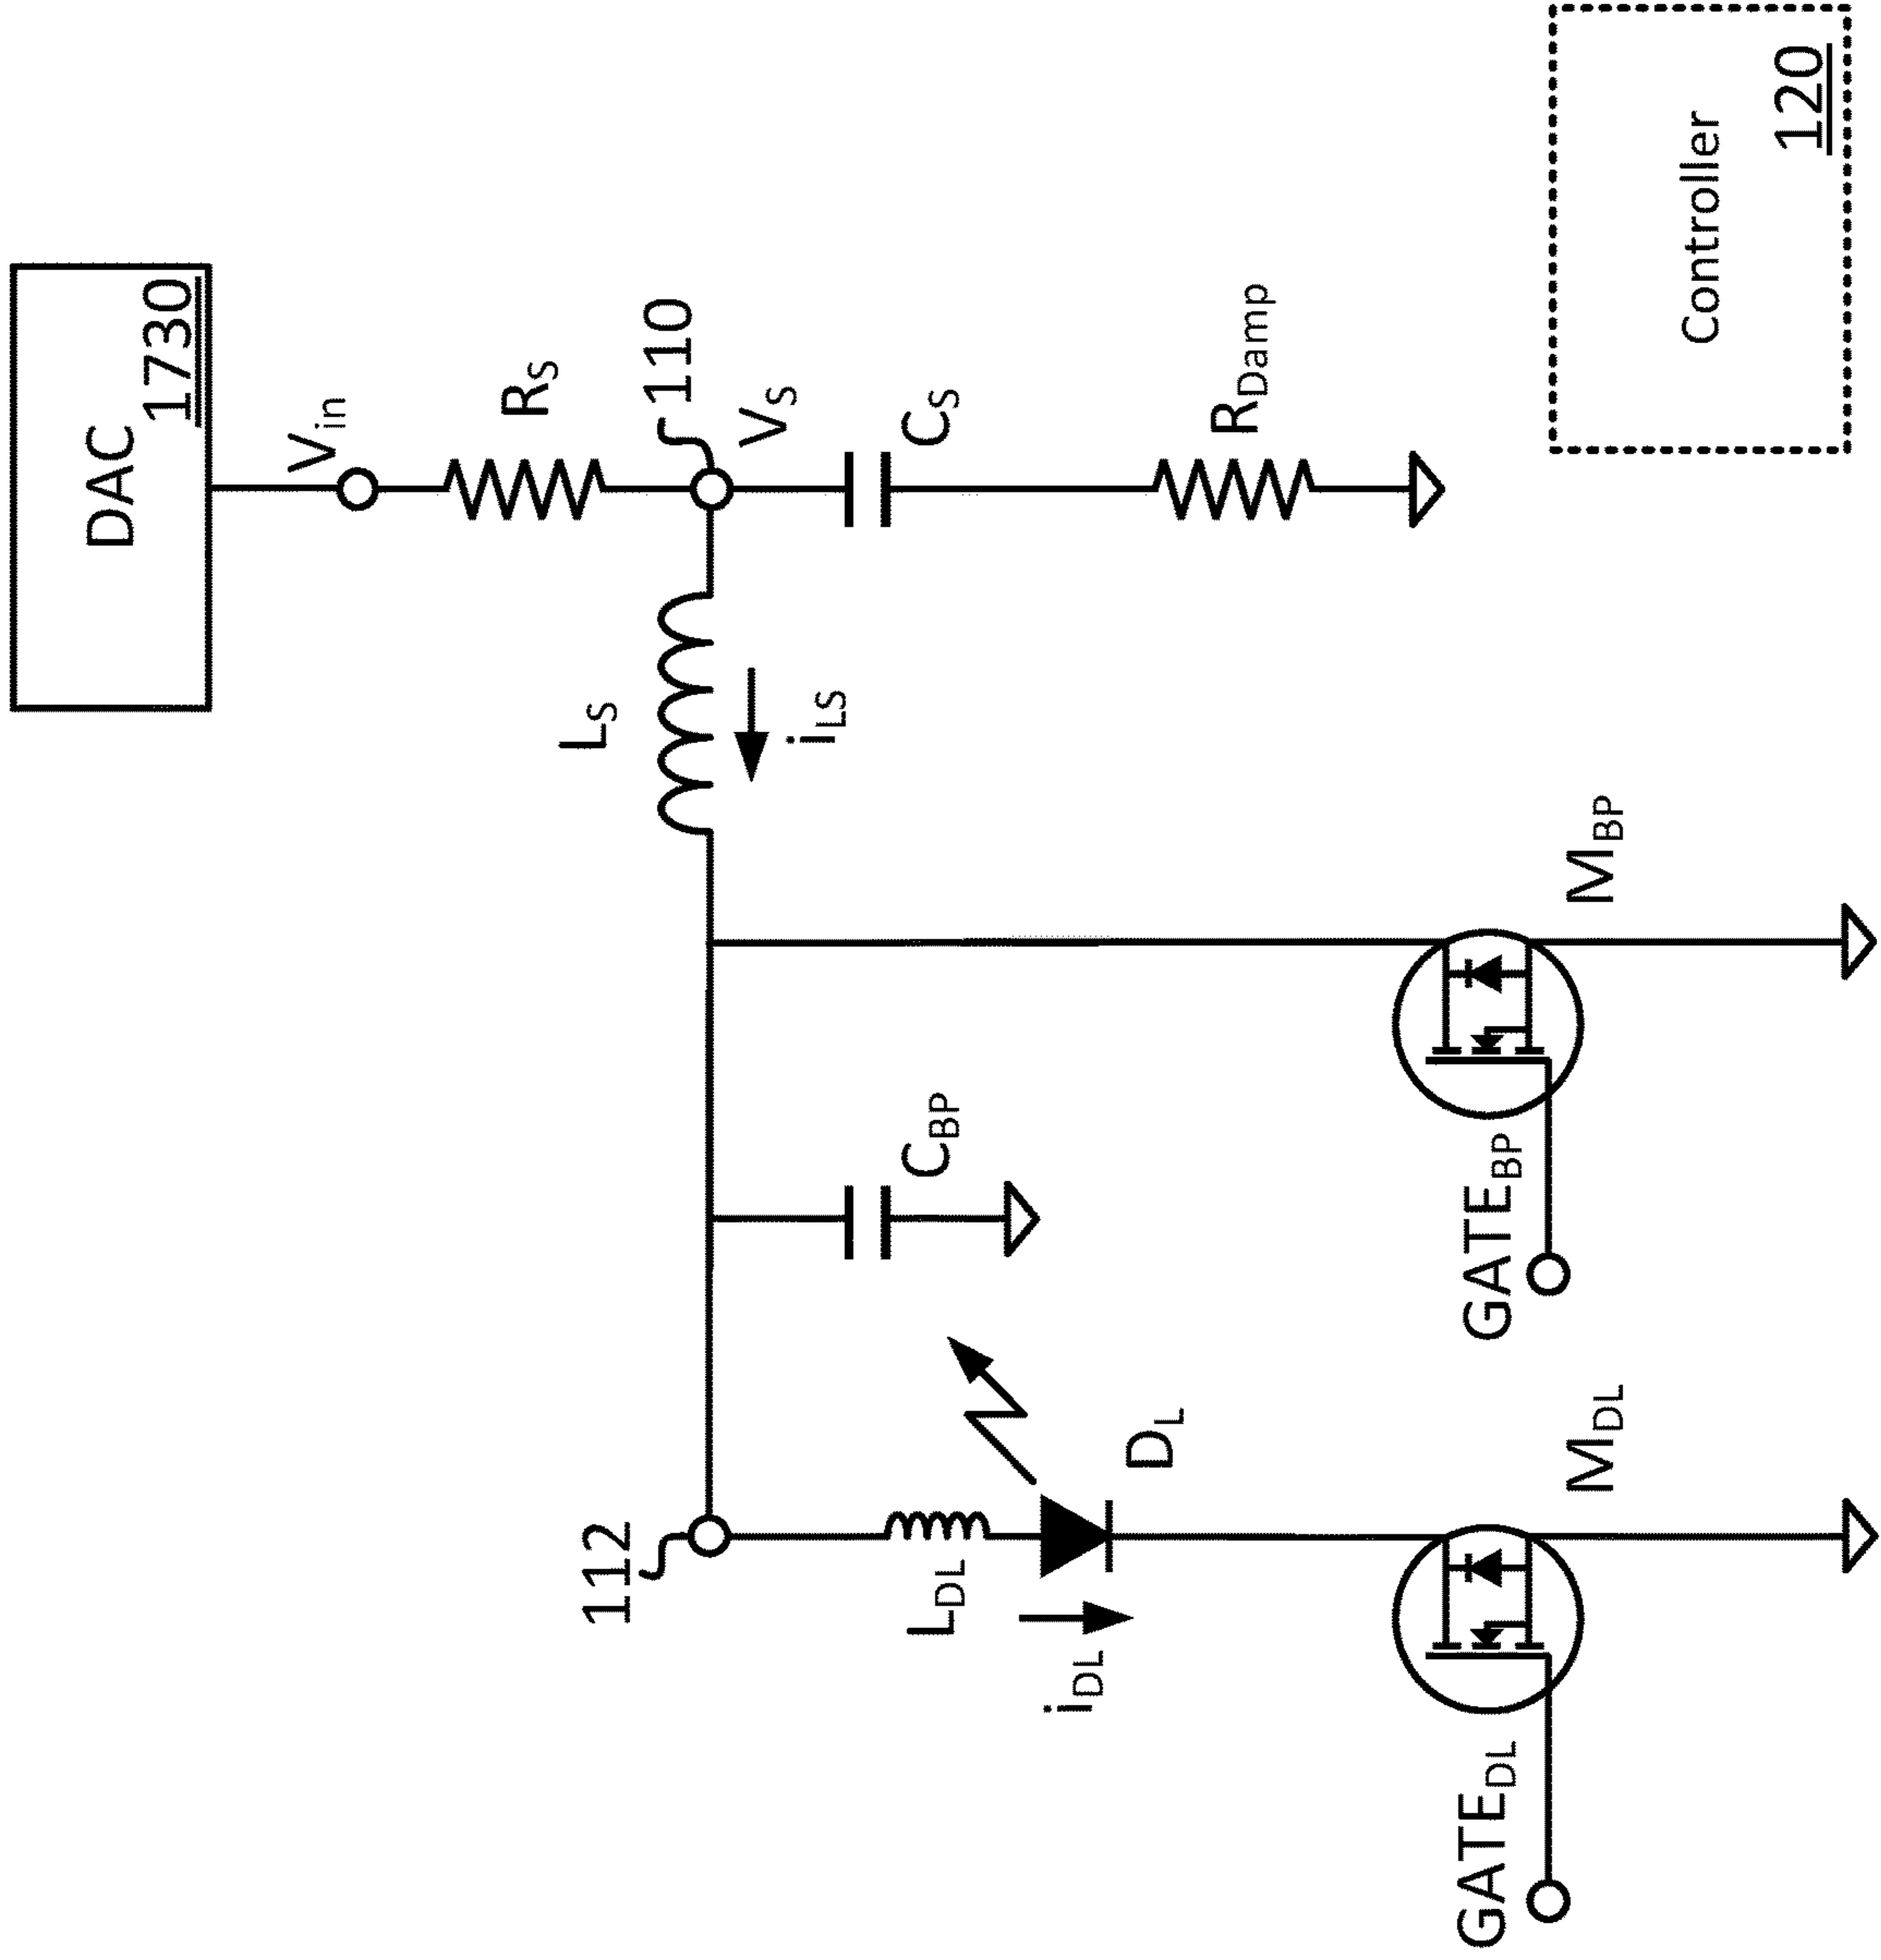 DAC
1730
Vin
RS
110
VS
CS
RDamp
LS
iLS
Controller
120
MBP
CBP
GATEBP
112
LDL
iDL
DL
MDL
GATEDL